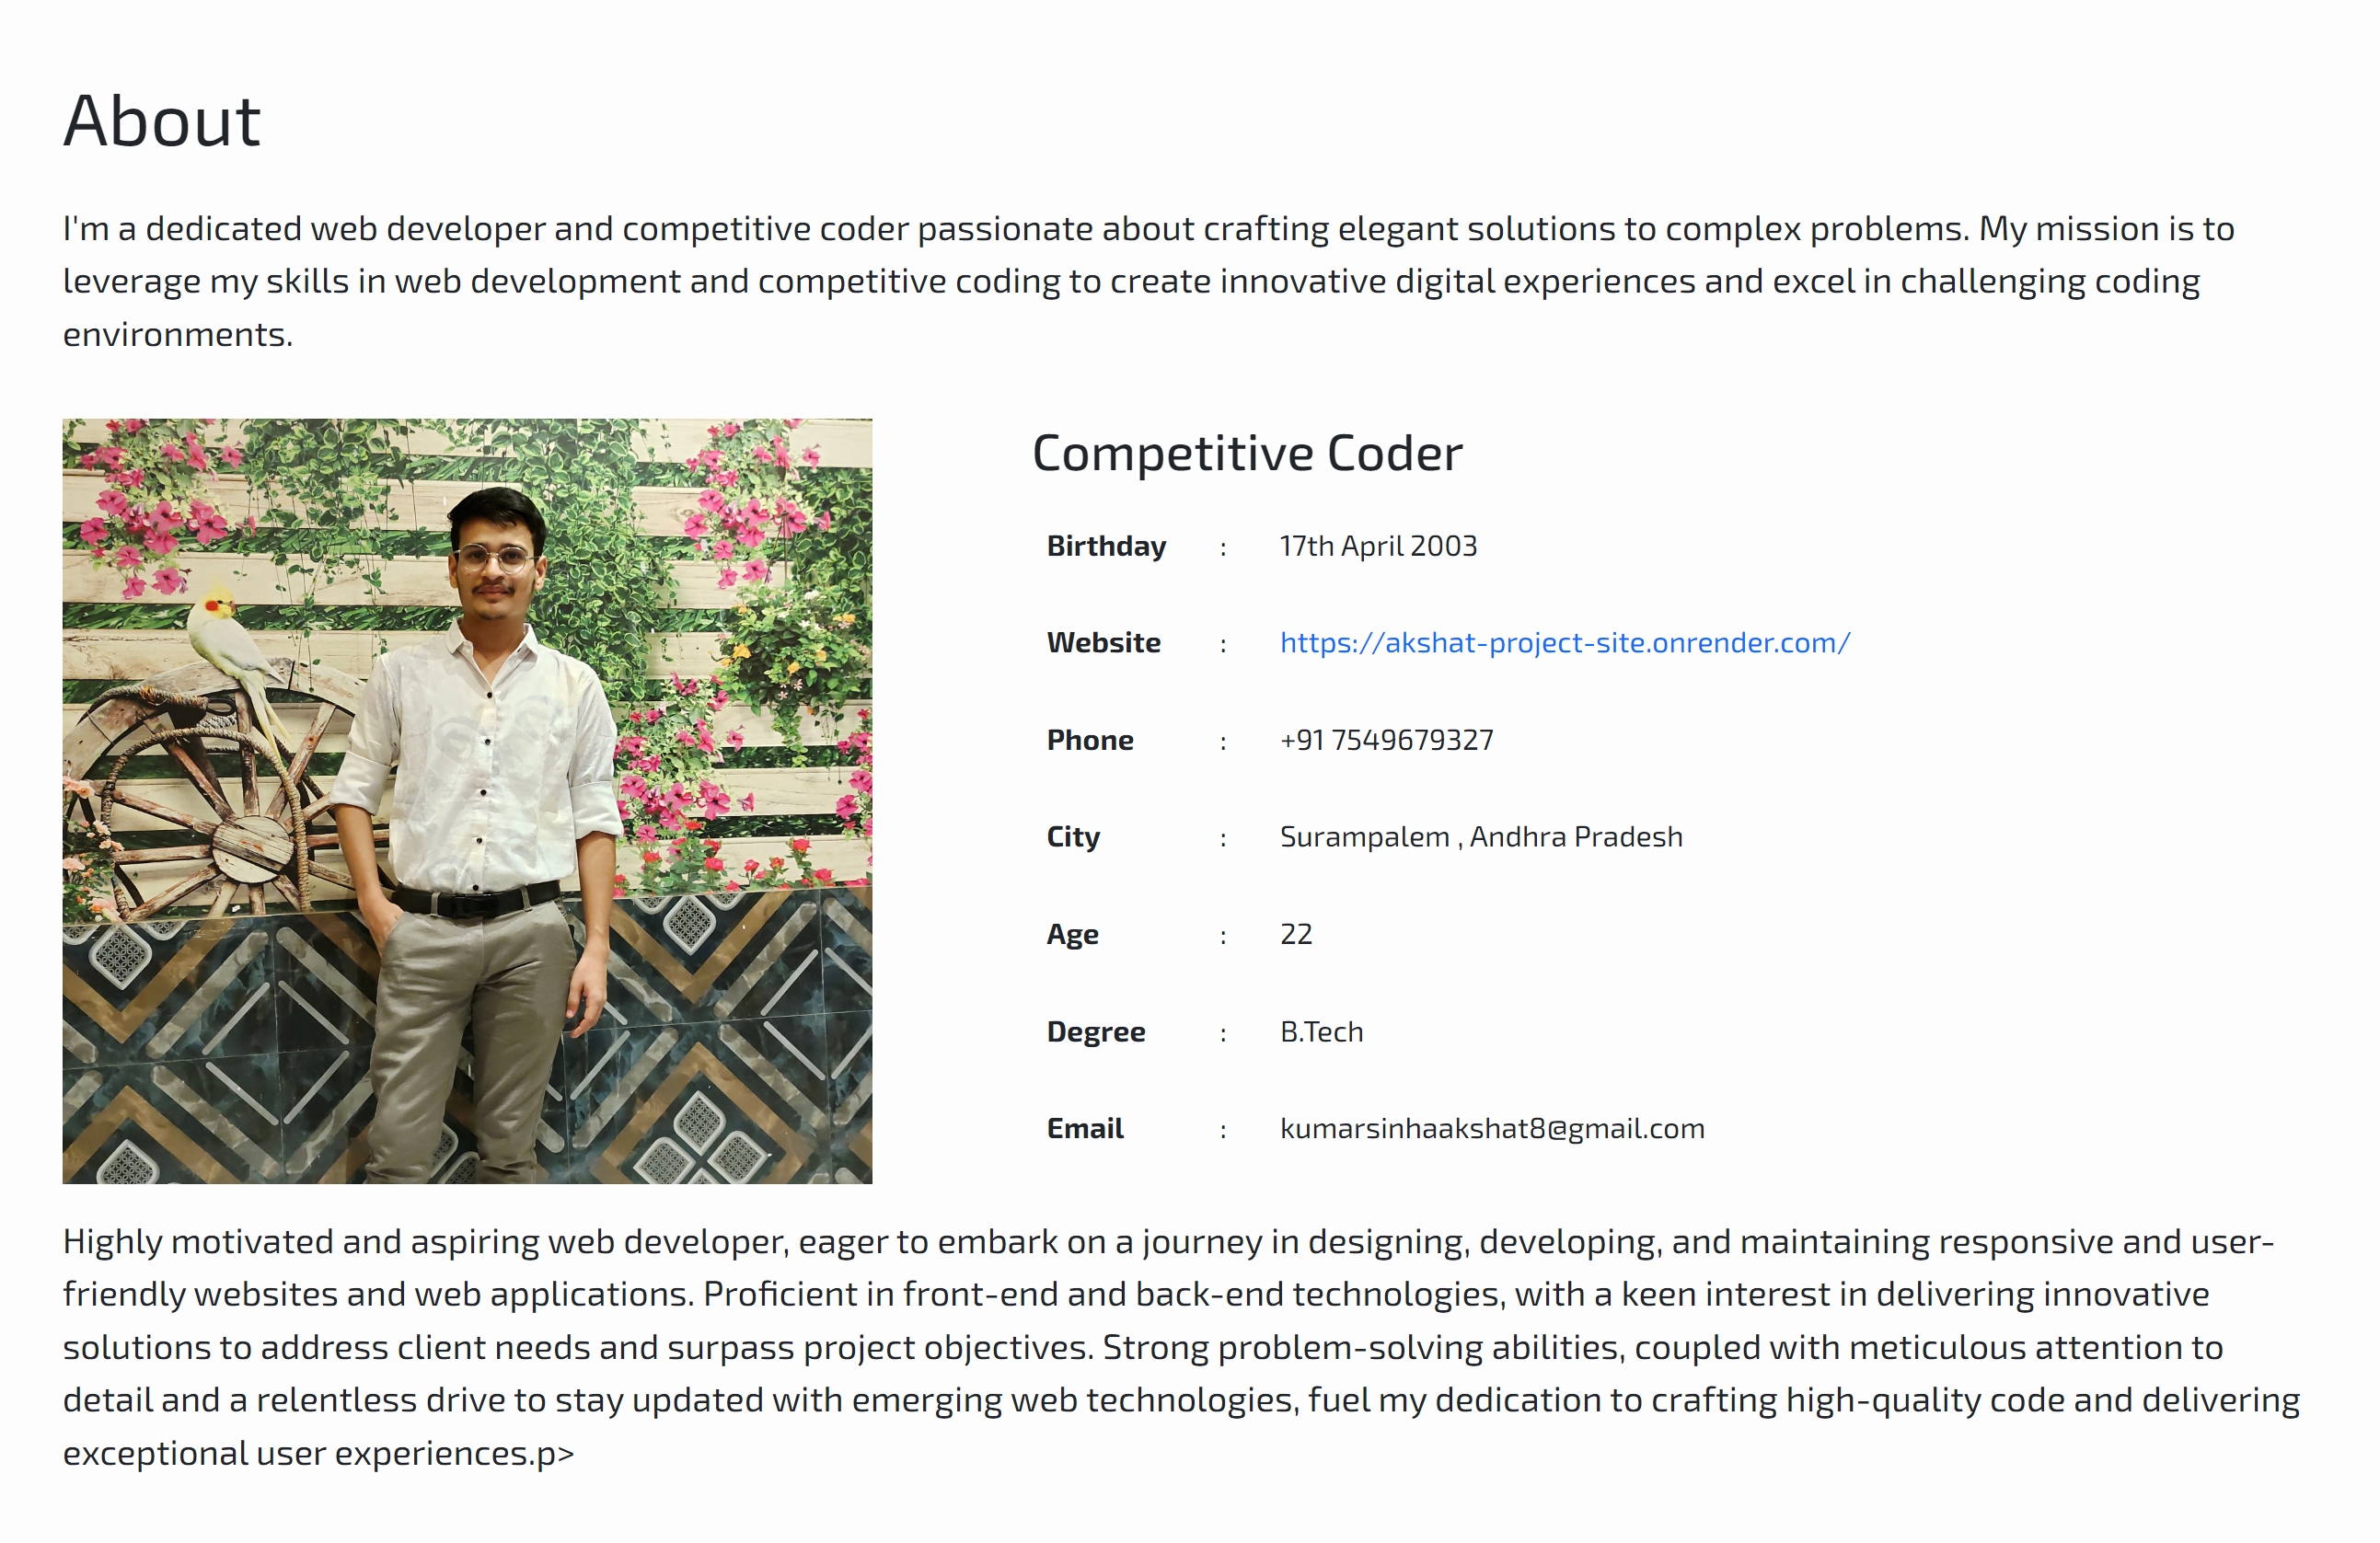 About
I'm a dedicated web developer and competitive coder passionate about crafting elegant solutions to complex problems. My mission is to
leverage my skills in web development and competitive coding to create innovative digital experiences and excel in challenging coding
environments.
Competitive Coder
Birthday : 17th April 2003
Website : https://akshat-project-site.onrender.com/
Phone : +91 7549679327
City : Surampalem , Andhra Pradesh
Age : 22
Degree : B.Tech
Email : kumarsinhaakshat8@gmail.com
Highly motivated and aspiring web developer, eager to embark on a journey in designing, developing, and maintaining responsive and user-
friendly websites and web applications. Proficient in front-end and back-end technologies, with a keen interest in delivering innovative
solutions to address client needs and surpass project objectives. Strong problem-solving abilities, coupled with meticulous attention to
detail and a relentless drive to stay updated with emerging web technologies, fuel my dedication to crafting high-quality code and delivering
exceptional user experiences.p>